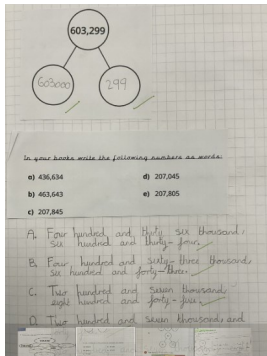 603,299
603000
299
In your books write the following numbers as words:
a) 436,634
d) 207,045
b) 463,643
e) 207,805
c) 207,845
A. Four hundred and thirty six thousand,
six hundred and thirty-four.
B. Four hundred and sixty-three thousand,
six hundred and forty-three.
C. Two hundred and seven thousand,
eight hundred and forty-five.
D. Two hundred and seven thousand and